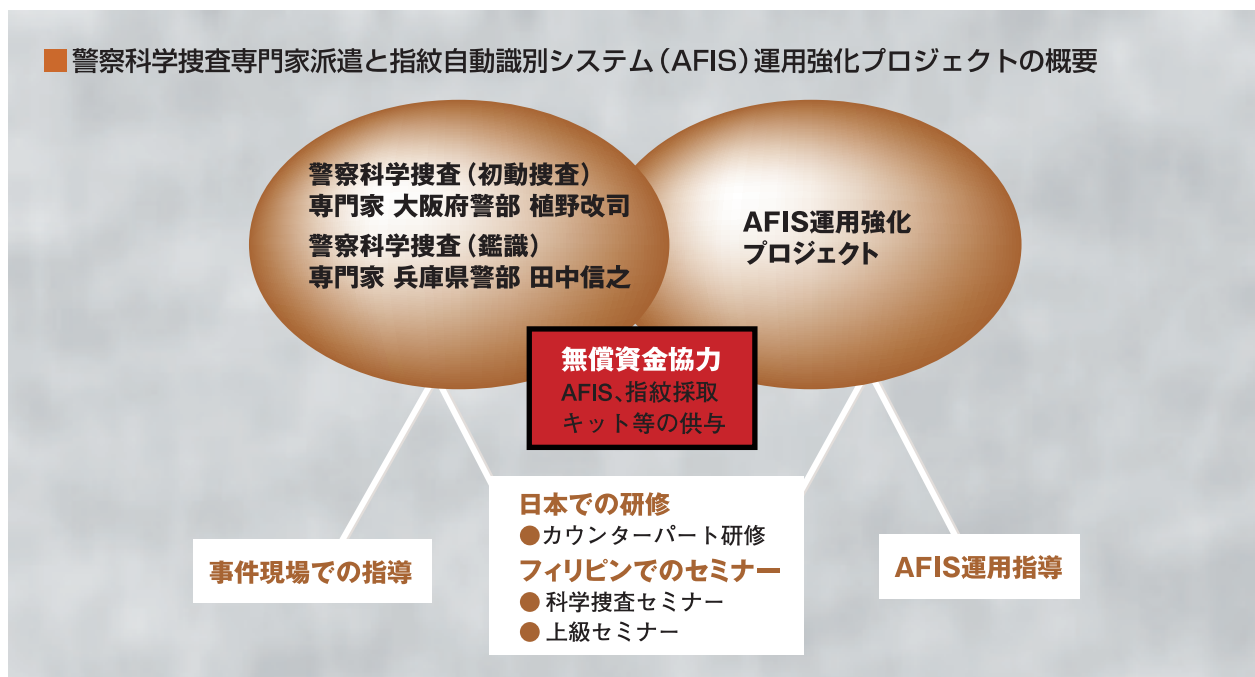 ■警察科学捜査専門家派遣と指紋自動識別システム（AFIS）運用強化プロジェクトの概要
警察科学捜査（初動捜査）
専門家 大阪府警部 植野改司
警察科学捜査（鑑識）
専門家 兵庫県警部 田中信之
AFIS運用強化
プロジェクト
無償資金協力
AFIS、指紋採取
キット等の供与
事件現場での指導
日本での研修
●カウンターパート研修
フィリピンでのセミナー
●科学捜査セミナー
●上級セミナー
AFIS運用指導